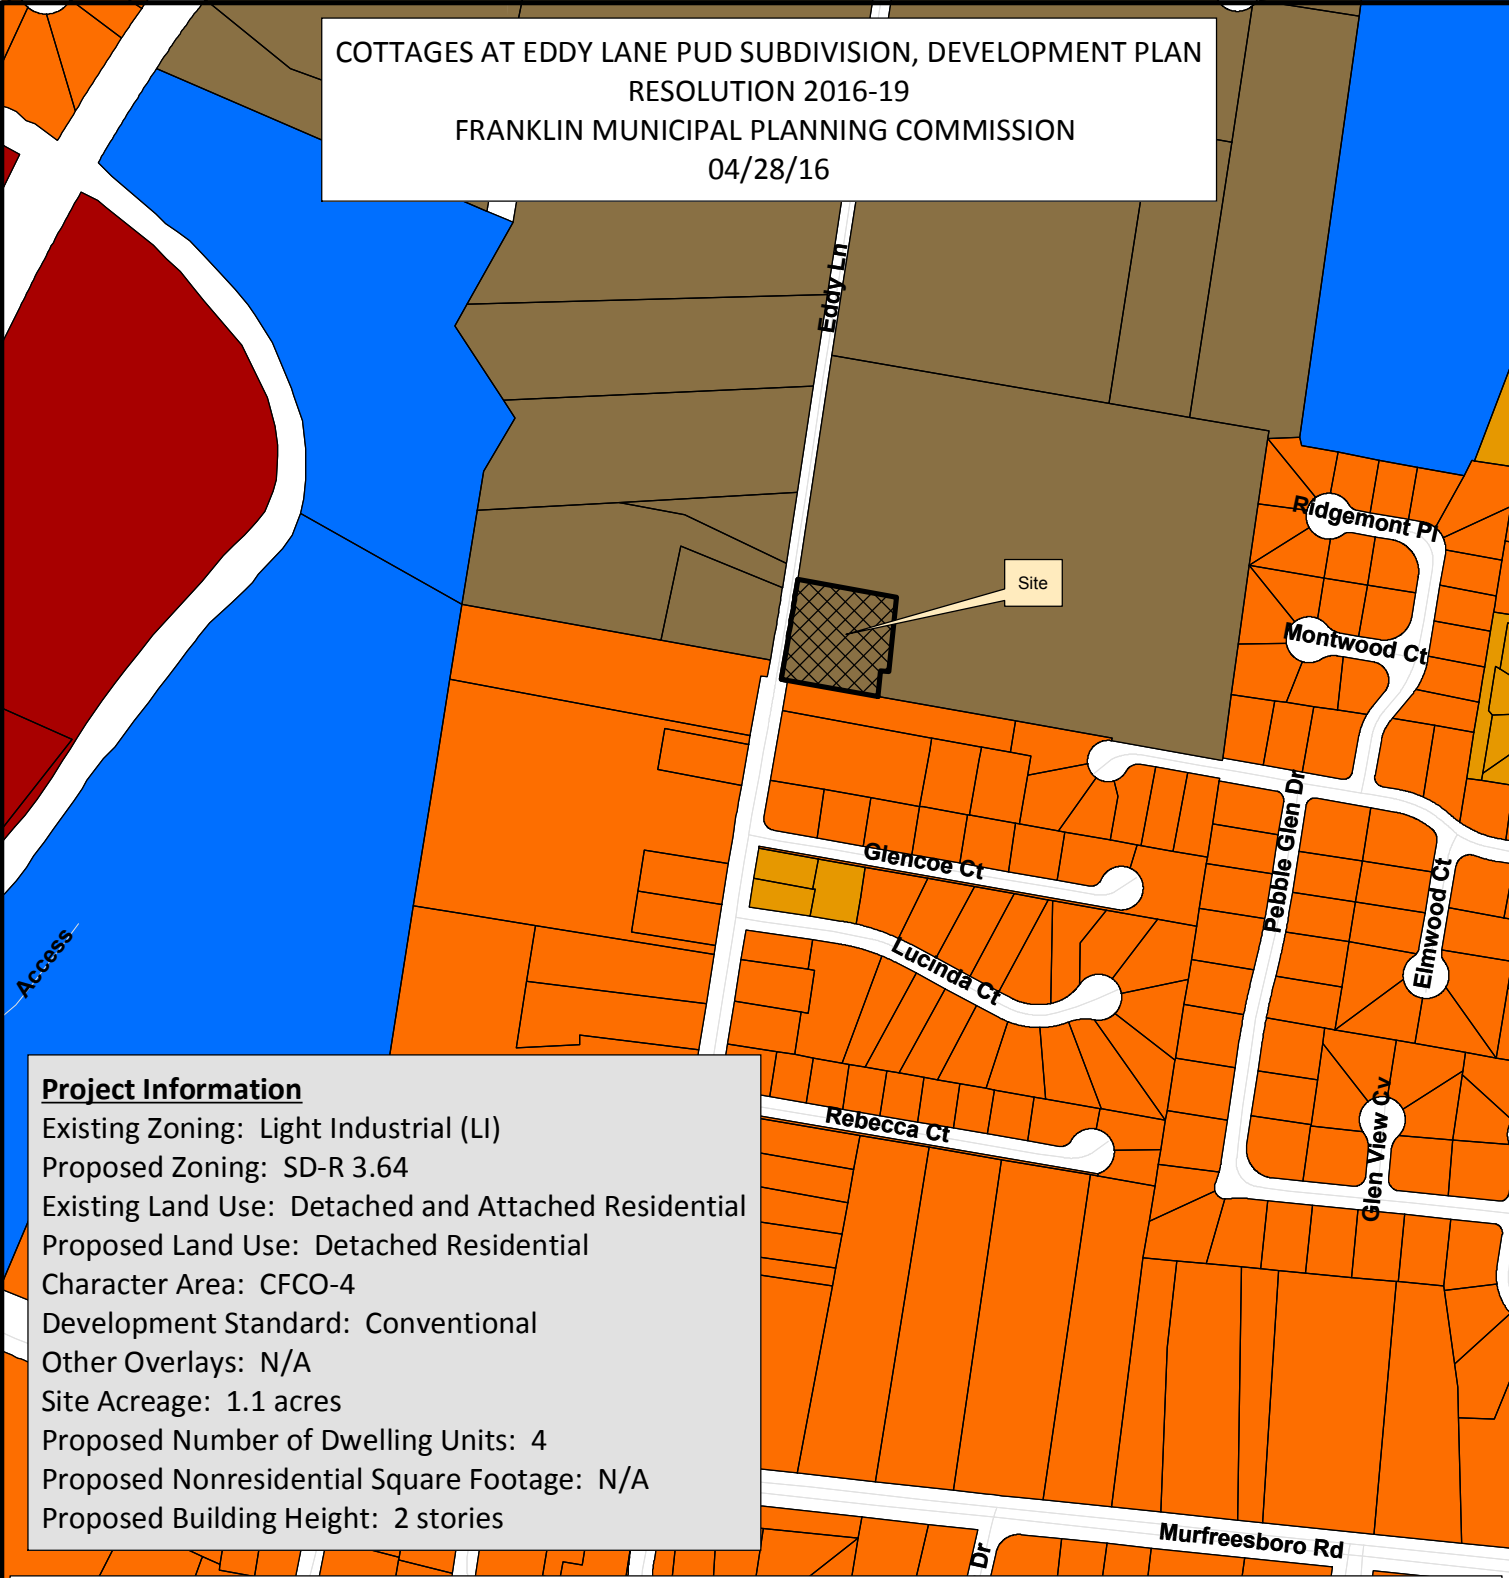 COTTAGES AT EDDY LANE PUD SUBDIVISION, DEVELOPMENT PLAN
RESOLUTION 2016-19
FRANKLIN MUNICIPAL PLANNING COMMISSION
04/28/16
Eddy Ln
Ridgemont Pl
Site
Montwood Ct
Pebble Glen Dr
Glencoe Ct
Elmwood Ct
Lucinda Ct
Access
Rebecca Ct
Glen View Cv
Project Information
Existing Zoning: Light Industrial (LI)
Proposed Zoning: SD-R 3.64
Existing Land Use: Detached and Attached Residential
Proposed Land Use: Detached Residential
Character Area: CFCO-4
Development Standard: Conventional
Other Overlays: N/A
Site Acreage: 1.1 acres
Proposed Number of Dwelling Units: 4
Proposed Nonresidential Square Footage: N/A
Proposed Building Height: 2 stories
Murfreesboro Rd
Dr